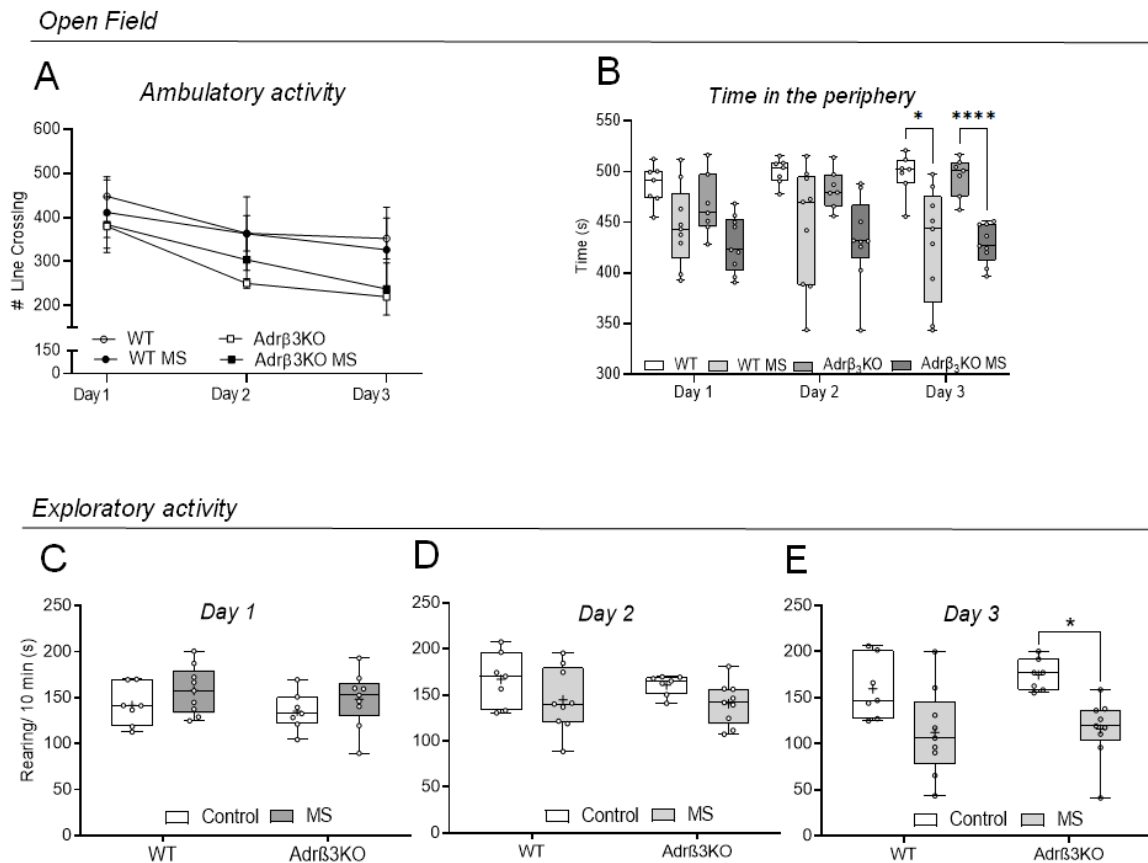 Open Field
A
Ambulatory activity
# Line Crossing
600
500
400
300
200
150
0
WT
Adrβ3KO
WT MS
Adrβ3KO MS
Day 1
Day 2
Day3
B
Time in the periphery
* ****
Time (s)
550
500
450
400
350
300
WT
WT MS
Adrβ₃KO
Adrβ₃KO MS
Day 1
Day 2
Day 3
Exploratory activity
C
Day 1
Rearing/ 10 min (s)
250
200
150
100
50
0
Control
MS
WT
Adrß3KO
D
Day 2
250
200
150
100
50
0
Control
MS
WT
Adrß3KO
E
Day 3
*
250
200
150
100
50
0
Control
MS
WT
Adrß3KO